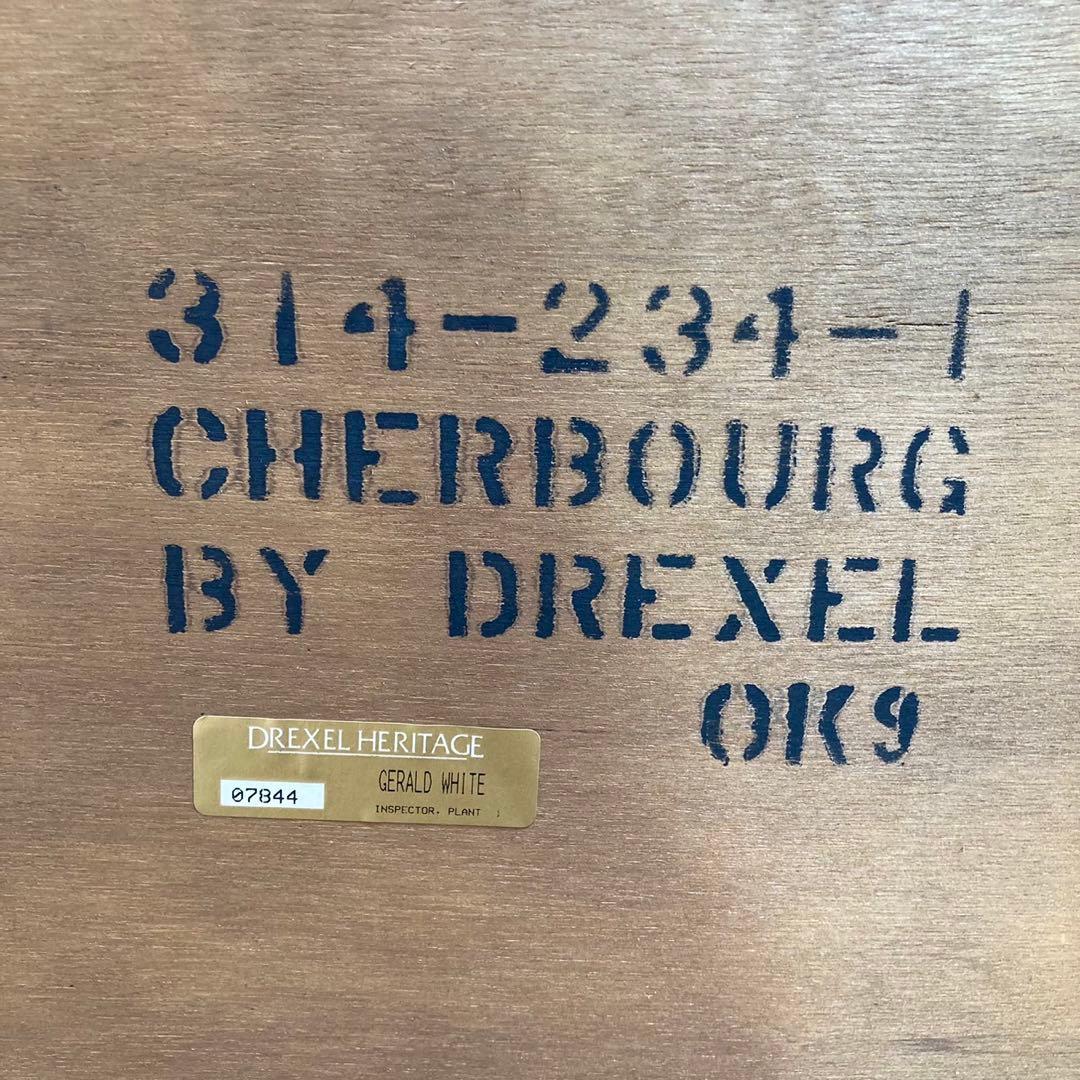 314-234-1
CHERBOURG
BY DREXEL
OK9
DREXEL HERITAGE
GERALD WHITE
07844
INSPECTOR, PLANT